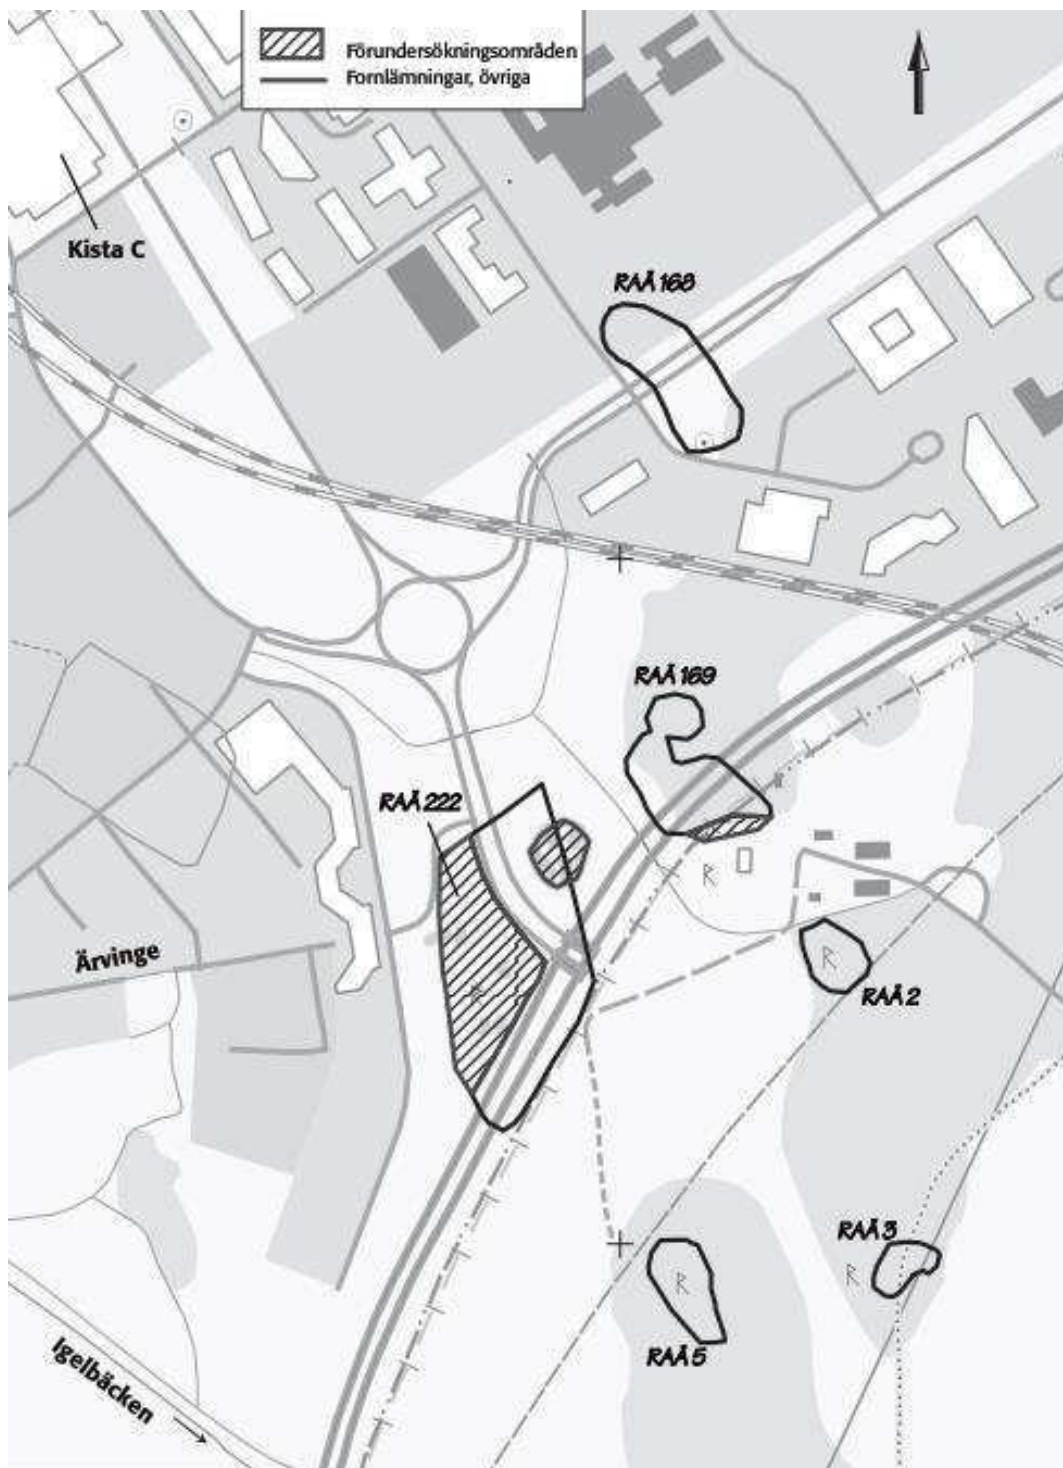 Förundersökningsområden
Fornlämningar, övriga
Kista C
RAÄ 168
RAÄ 169
RAÄ 222
Ärvinge
RAÄ 2
RAÄ 3
RAÄ 5
Igelbäcken